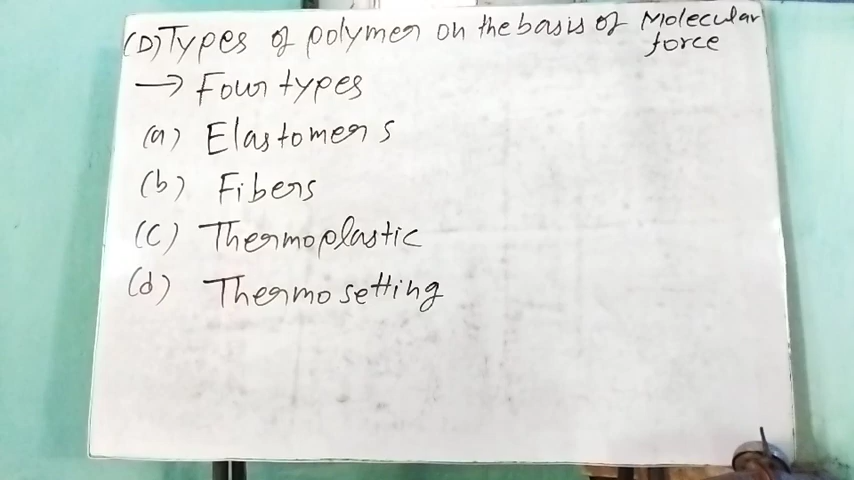 (D) Types of polymer on the basis of Molecular force
→ Four types
(a) Elastomers
(b) Fibers
(C) Thermoplastic
(d) Thermosetting